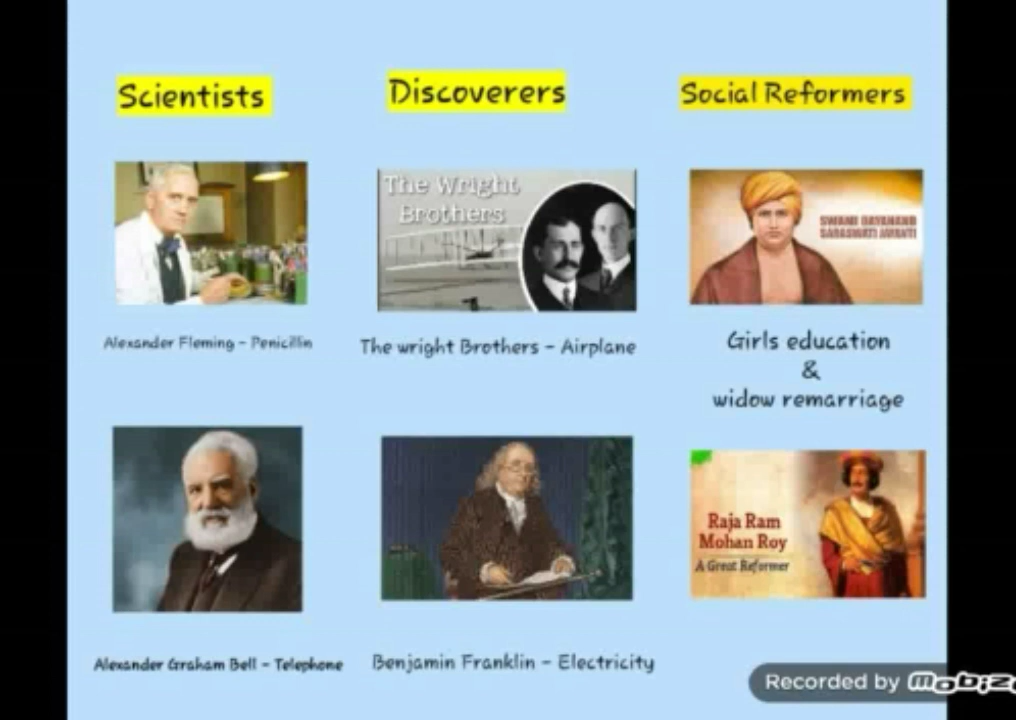 Scientists
Discoverers
Social Reformers
The Wright
Brothers
SWAMI DAYANAND
SARASWATI JAYANTI
Alexander Fleming - Penicillin
The wright Brothers - Airplane
Girls education
&
widow remarriage
Raja Ram
Mohan Roy
A Great Reformer
Alexander Graham Bell - Telephone
Benjamin Franklin - Electricity
Recorded by